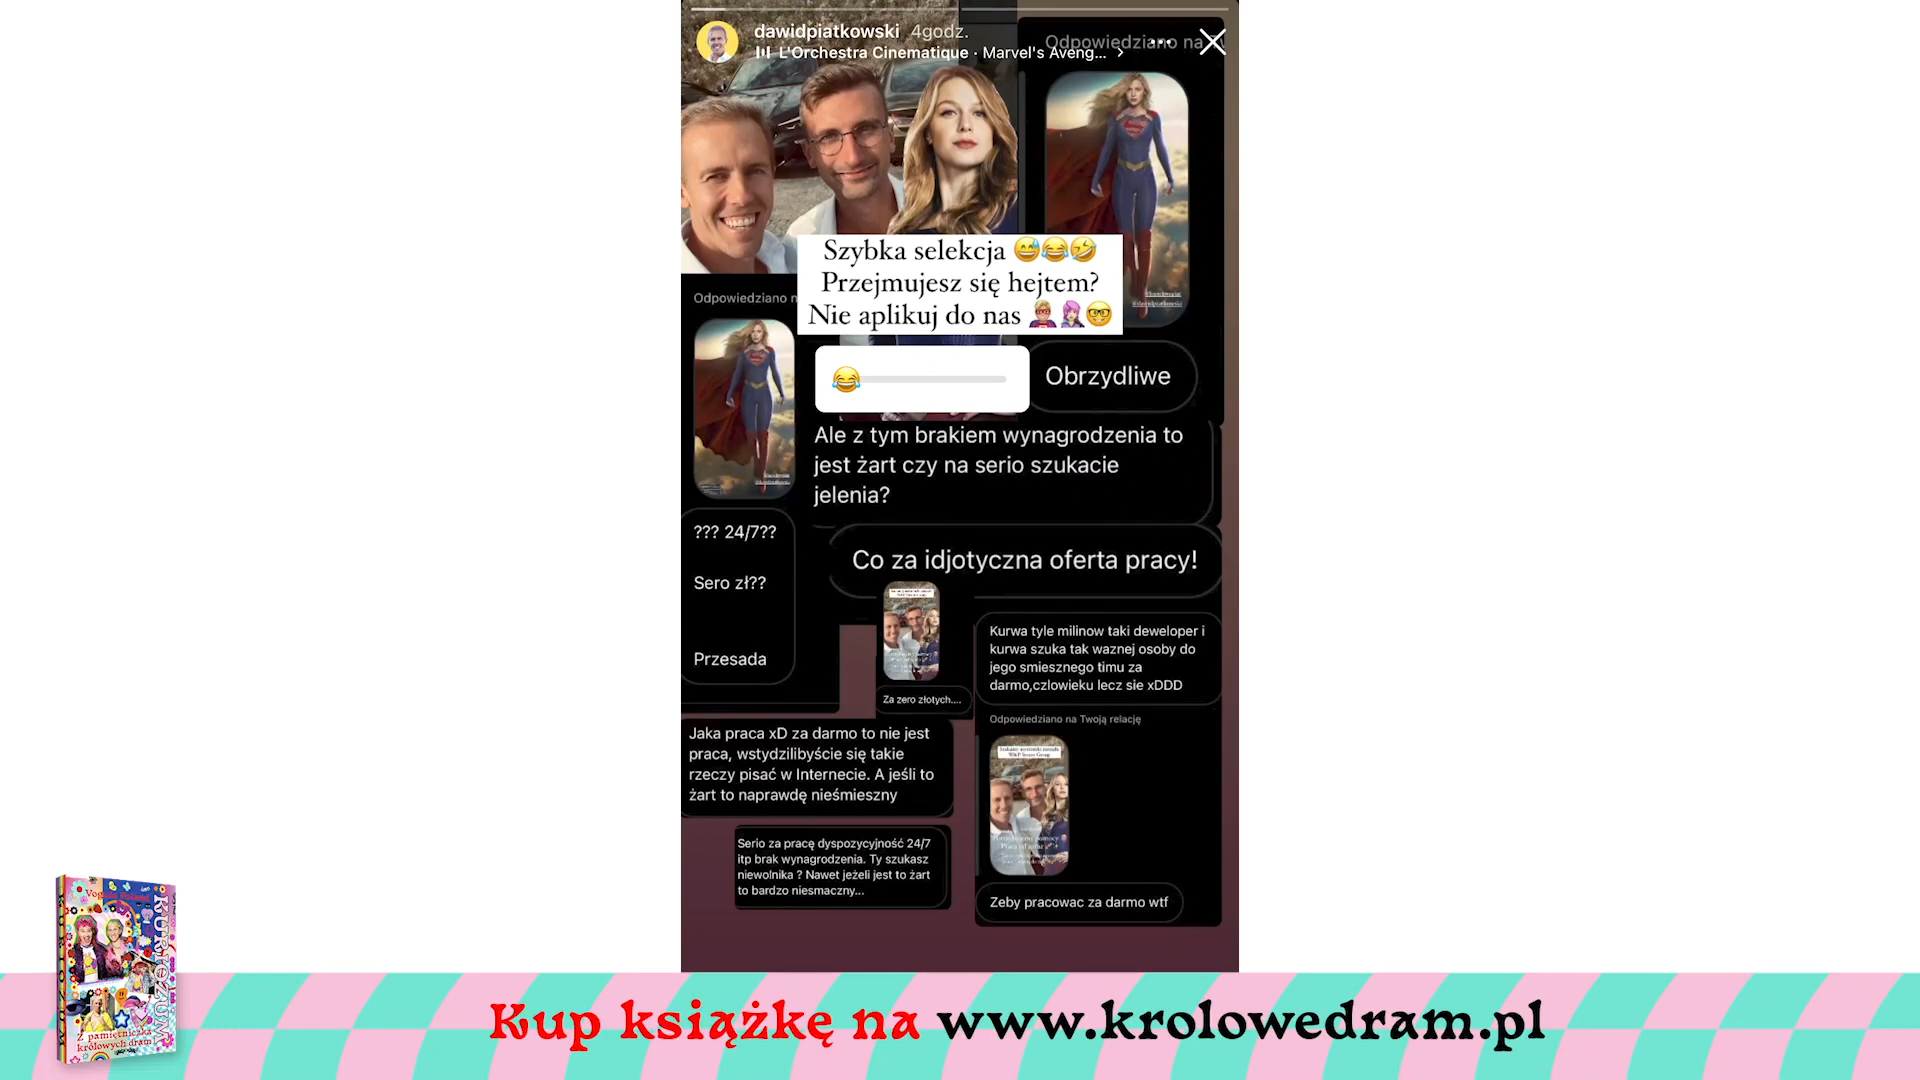 dawidpiatkowski 4godz.
L'Orchestra Cinematique · Marvel's Aveng... >
Odpowiedziano na
Szybka selekcja 😅😂🤣
Przejmujesz się hejtem?
Nie aplikuj do nas 🦸🏼🦹🏼‍♀️🤓
Odpowiedziano n
😂
Obrzydliwe
Ale z tym brakiem wynagrodzenia to
jest żart czy na serio szukacie
jelenia?
??? 24/7??
Sero zł??
Przesada
Co za idjotyczna oferta pracy!
Za zero złotych....
Kurwa tyle milinow taki deweloper i
kurwa szuka tak waznej osoby do
jego smiesznego timu za
darmo,czlowieku lecz sie xDDD
Jaka praca xD za darmo to nie jest
praca, wstydzilibyście się takie
rzeczy pisać w Internecie. A jeśli to
żart to naprawdę nieśmieszny
Odpowiedziano na Twoją relację
Serio za pracę dyspozycyjność 24/7
itp brak wynagrodzenia. Ty szukasz
niewolnika ? Nawet jeżeli jest to żart
to bardzo niesmaczny...
Zeby pracowac za darmo wtf
Z pamiętniczka
królowych dram
Kup książkę na www.krolowedram.pl